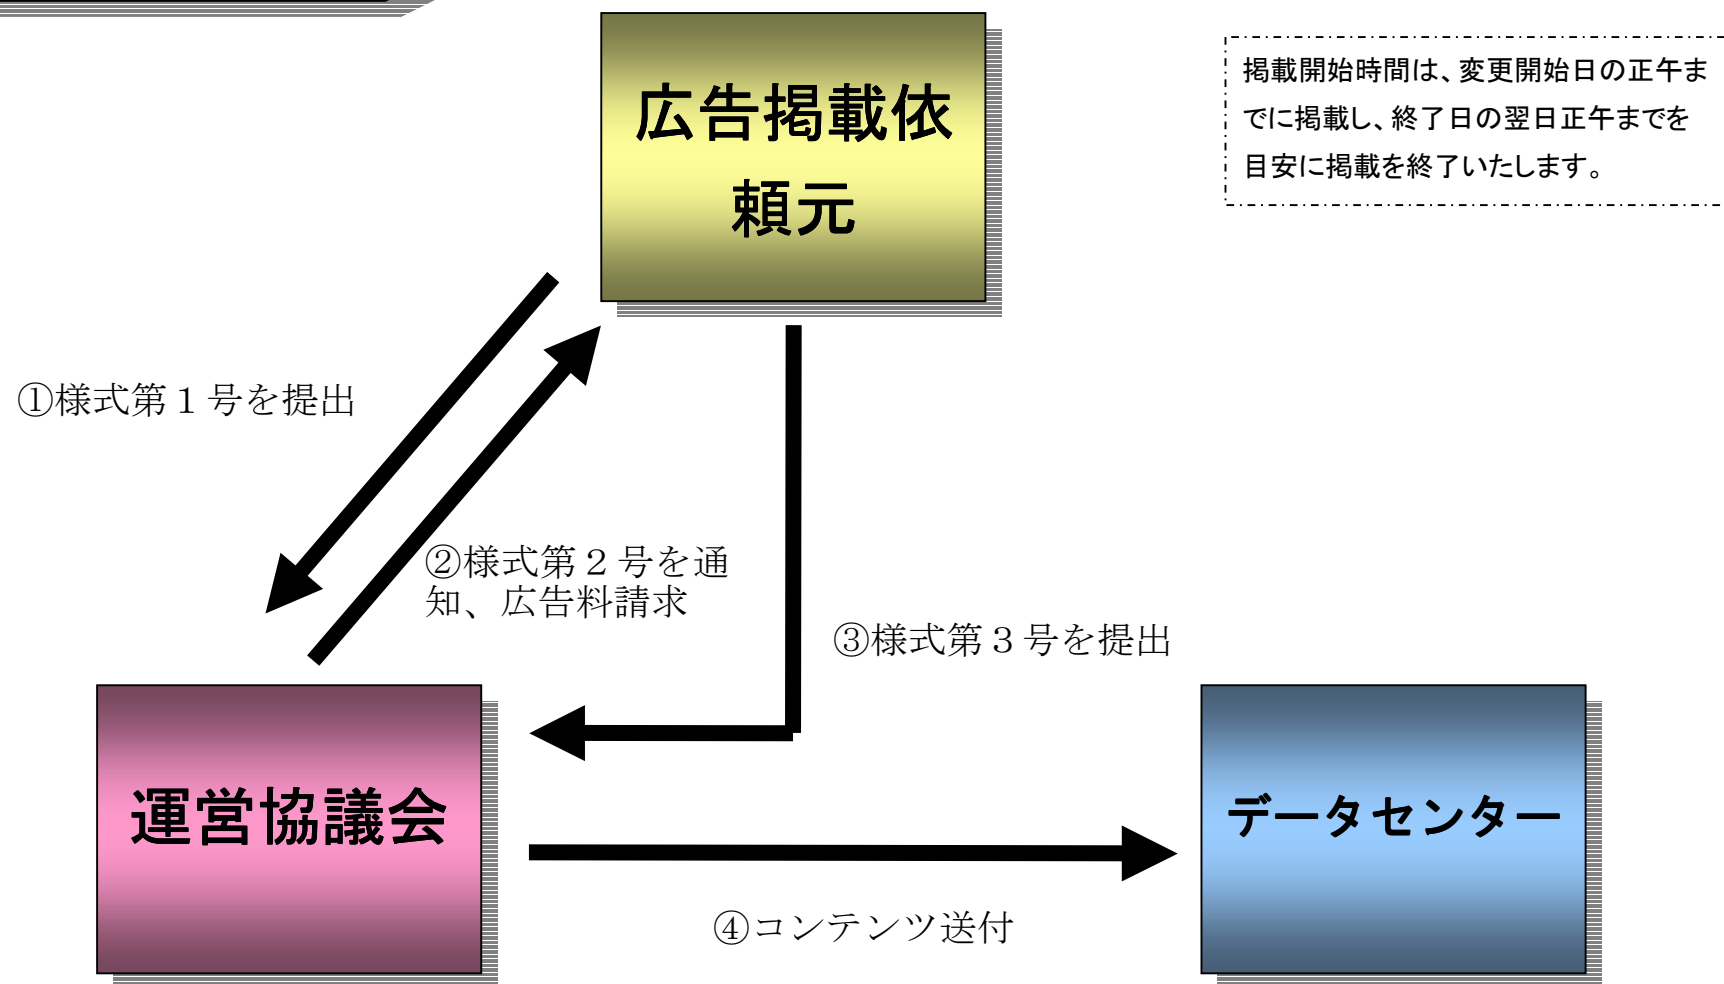 広告掲載依
頼元
掲載開始時間は、変更開始日の正午ま
でに掲載し、終了日の翌日正午までを
目安に掲載を終了いたします。
①様式第１号を提出
②様式第２号を通
知、広告料請求
③様式第３号を提出
運営協議会
データセンター
④コンテンツ送付